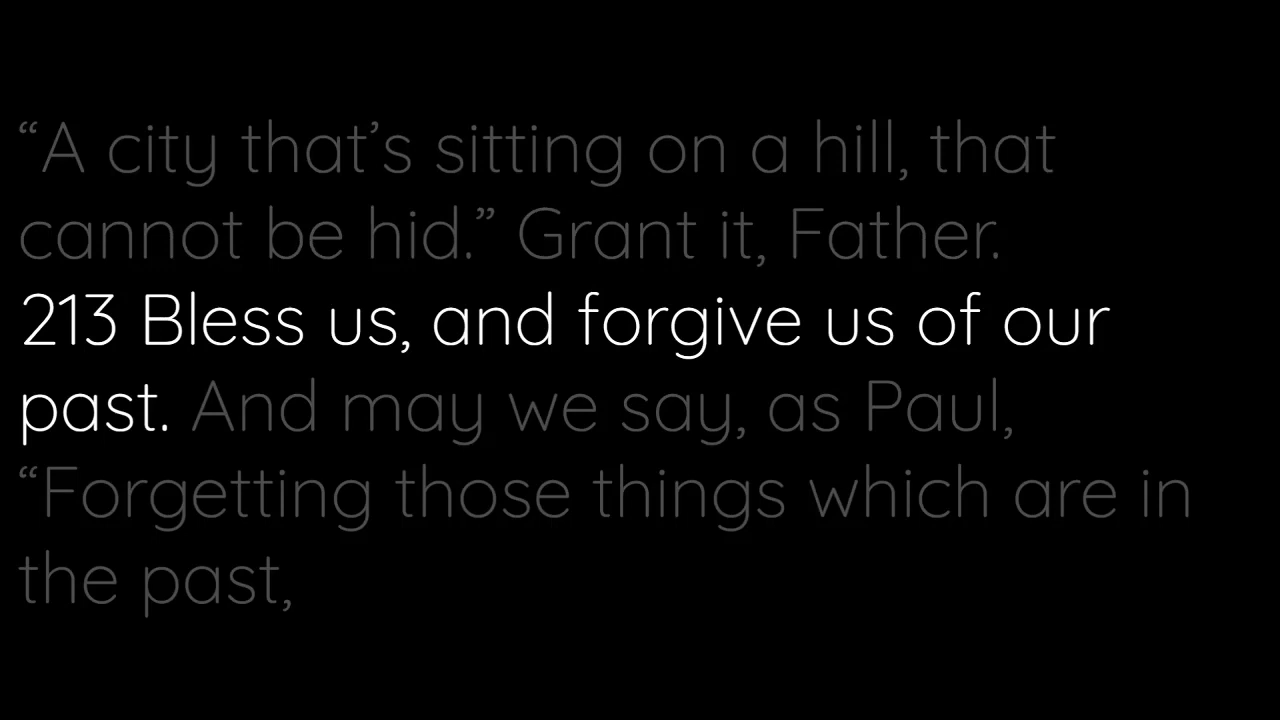 “A city that’s sitting on a hill, that
cannot be hid.” Grant it, Father.
213 Bless us, and forgive us of our
past. And may we say, as Paul,
“Forgetting those things which are in
the past,